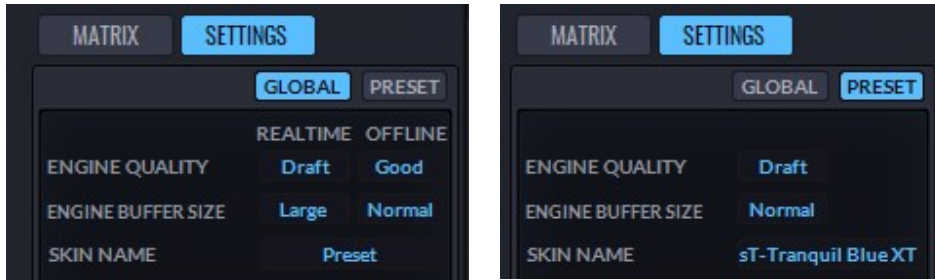 MATRIX SETTINGS
GLOBAL PRESET
REALTIME OFFLINE
ENGINE QUALITY Draft Good
ENGINE BUFFER SIZE Large Normal
SKIN NAME Preset
MATRIX SETTINGS
GLOBAL PRESET
ENGINE QUALITY Draft
ENGINE BUFFER SIZE Normal
SKIN NAME sT-Tranquil Blue XT